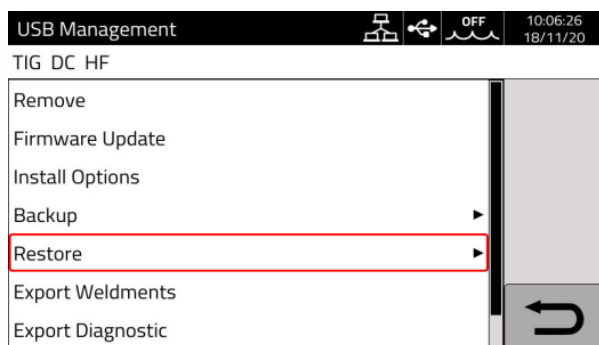 USB Management
OFF
10:06:26
18/11/20
TIG DC HF
Remove
Firmware Update
Install Options
Backup
Restore
Export Weldments
Export Diagnostic